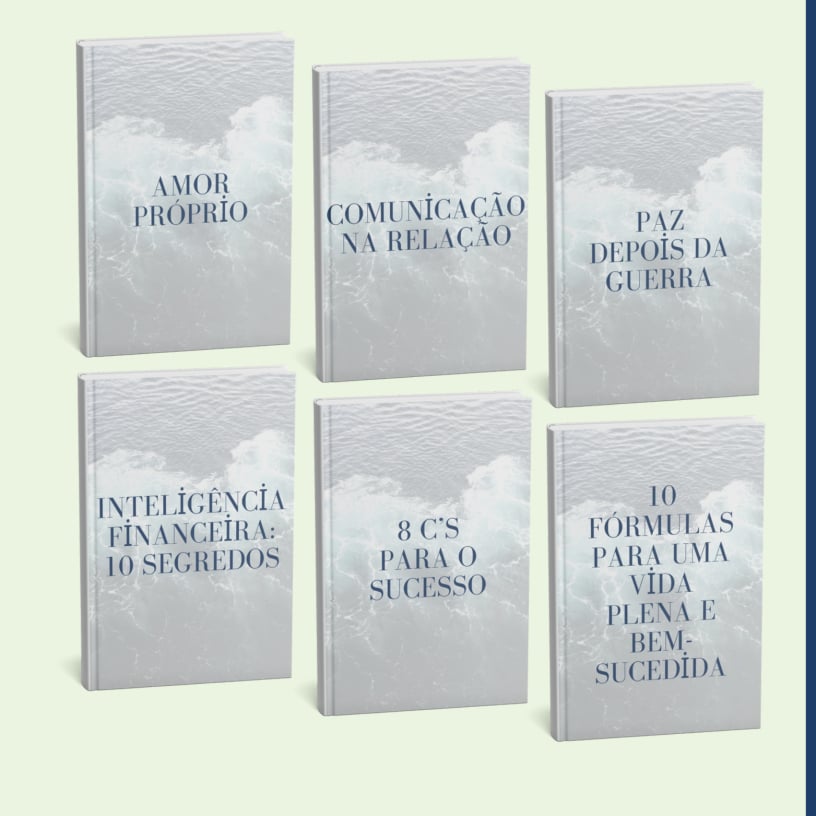 AMOR
PRÓPRIO
COMUNICAÇÃO
NA RELAÇÃO
PAZ
DEPOIS DA
GUERRA
INTELIGÊNCIA
FINANCEIRA:
10 SEGREDOS
8 C'S
PARA O
SUCESSO
10
FÓRMULAS
PARA UMA
VIDA
PLENA E
BEM-
SUCEDIDA